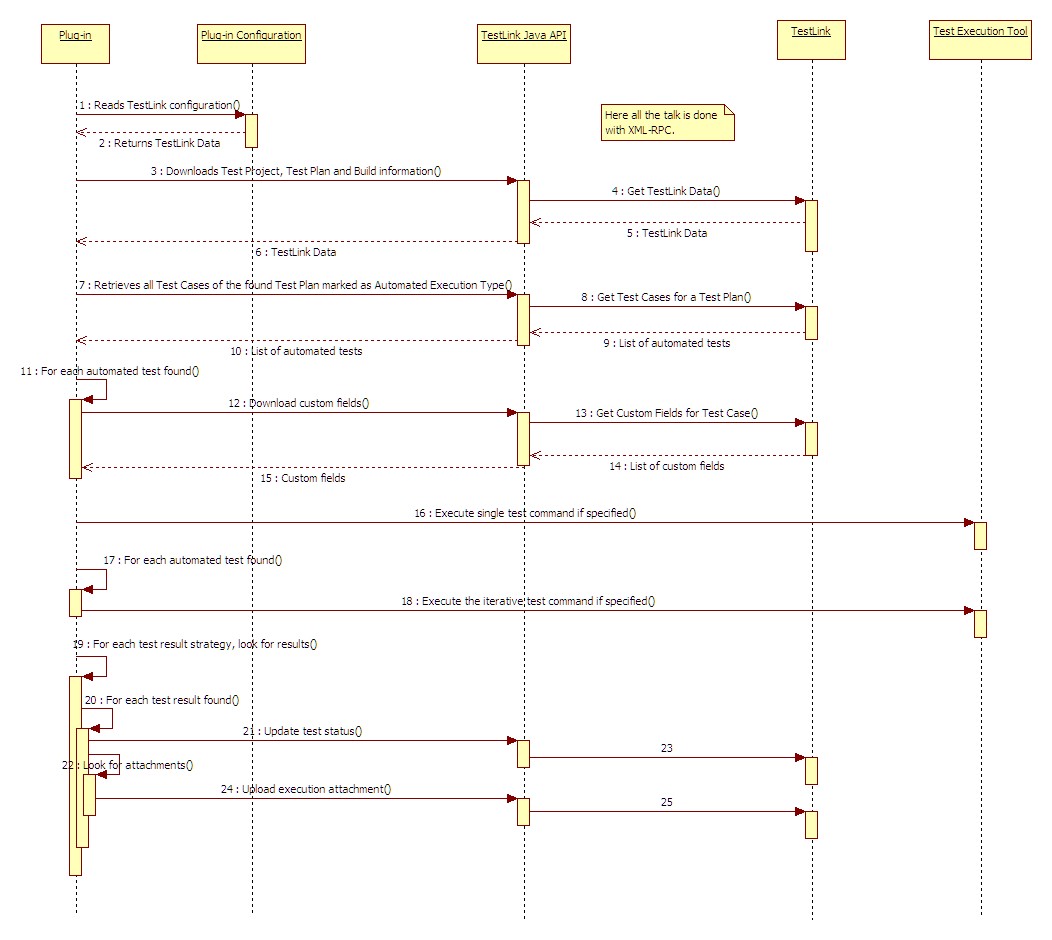 Plug-in
Plug-in Configuration
TestLink Java API
TestLink
Test Execution Tool
1 : Reads TestLink configuration()
Here all the talk is done
with XML-RPC.
2 : Returns TestLink Data
3 : Downloads Test Project, Test Plan and Build information()
4 : Get TestLink Data()
5 : TestLink Data
6 : TestLink Data
7 : Retrieves all Test Cases of the found Test Plan marked as Automated Execution Type()
8 : Get Test Cases for a Test Plan()
9 : List of automated tests
10 : List of automated tests
11 : For each automated test found()
12 : Download custom fields()
13 : Get Custom Fields for Test Case()
14 : List of custom fields
15 : Custom fields
16 : Execute single test command if specified()
17 : For each automated test found()
18 : Execute the iterative test command if specified()
19 : For each test result strategy, look for results()
20 : For each test result found()
21 : Update test status()
23
22 : Look for attachments()
24 : Upload execution attachment()
25